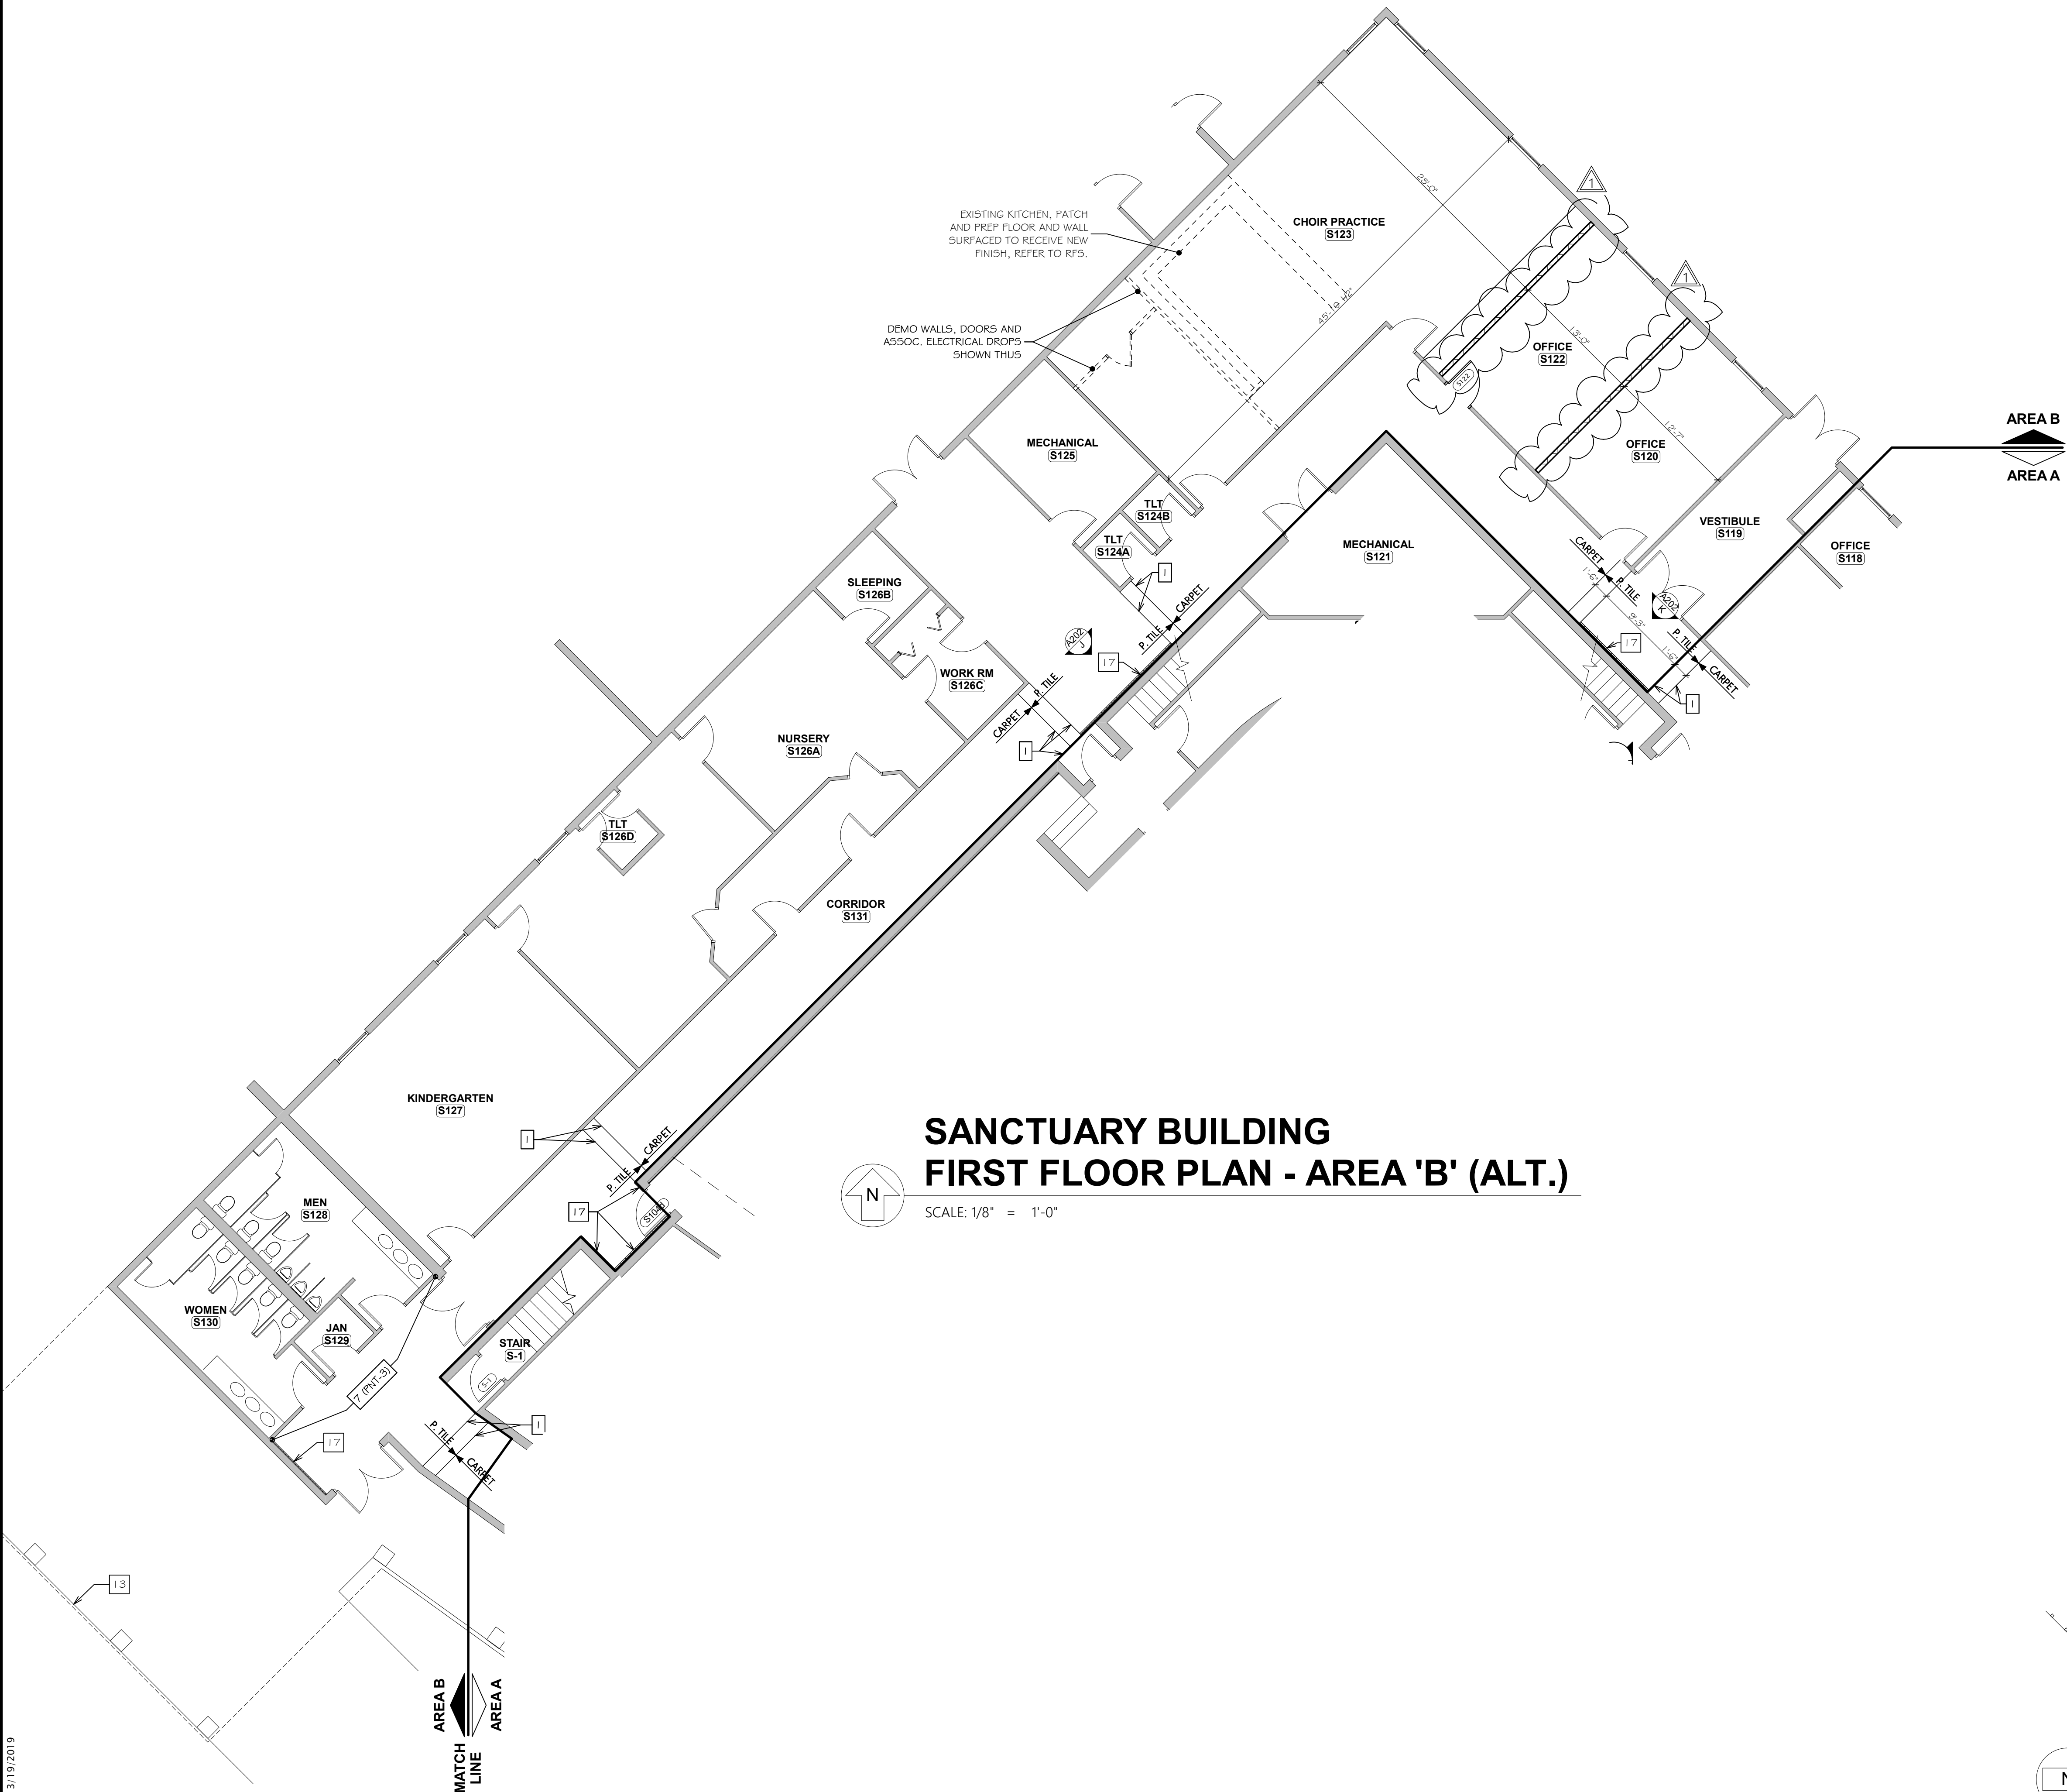 EXISTING KITCHEN, PATCH
AND PREP FLOOR AND WALL
SURFACED TO RECEIVE NEW
FINISH, REFER TO RFS.
DEMO WALLS, DOORS AND
ASSOC. ELECTRICAL DROPS
SHOWN THUS
CHOIR PRACTICE
S123
28'-0"
45'-10 1/2"
1
1
13'-0"
12'-7"
OFFICE
S122
S122
OFFICE
S120
AREA B
AREA A
MECHANICAL
S125
TLT
S124B
TLT
S124A
1
MECHANICAL
S121
VESTIBULE
S119
OFFICE
S118
CARPET
P. TILE
1'-6"
9'-3"
1'-6"
A202
K
17
P. TILE
CARPET
1
CARPET
P. TILE
A202
J
17
SLEEPING
S126B
WORK RM
S126C
P. TILE
CARPET
1
NURSERY
S126A
TLT
S126D
CORRIDOR
S131
KINDERGARTEN
S127
1
CARPET
P. TILE
17
SANCTUARY BUILDING
FIRST FLOOR PLAN - AREA 'B' (ALT.)
N
SCALE: 1/8" = 1'-0"
MEN
S128
WOMEN
S130
JAN
S129
STAIR
S-1
S-1
7 (PNT-3)
17
P. TILE
CARPET
1
13
AREA B
AREA A
MATCH
LINE
3/19/2019
N